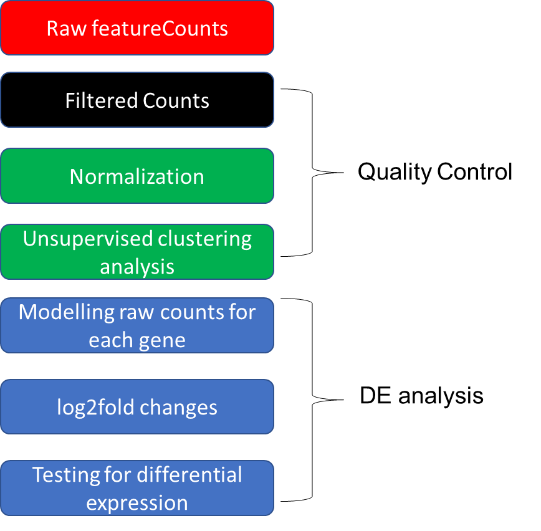 Raw featureCounts
Filtered Counts
Normalization
Quality Control
Unsupervised clustering
analysis
Modelling raw counts for
each gene
log2fold changes
DE analysis
Testing for differential
expression